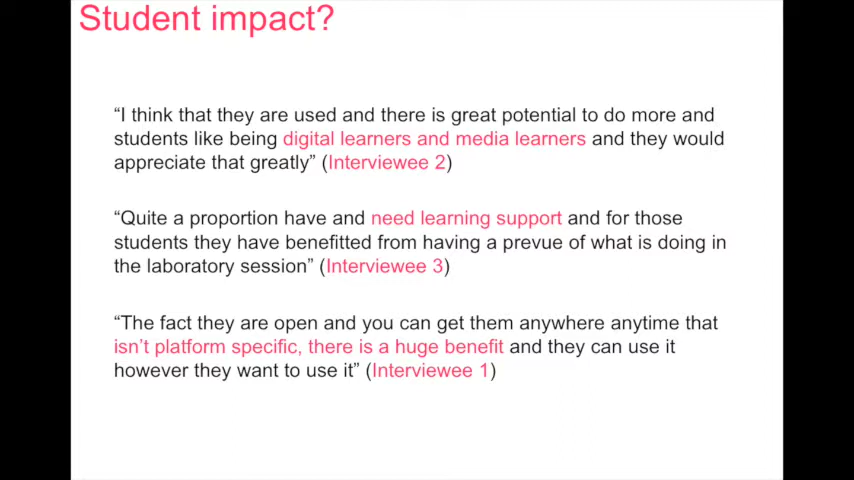 Student impact?
“I think that they are used and there is great potential to do more and
students like being digital learners and media learners and they would
appreciate that greatly” (Interviewee 2)
“Quite a proportion have and need learning support and for those
students they have benefitted from having a prevue of what is doing in
the laboratory session” (Interviewee 3)
“The fact they are open and you can get them anywhere anytime that
isn’t platform specific, there is a huge benefit and they can use it
however they want to use it” (Interviewee 1)